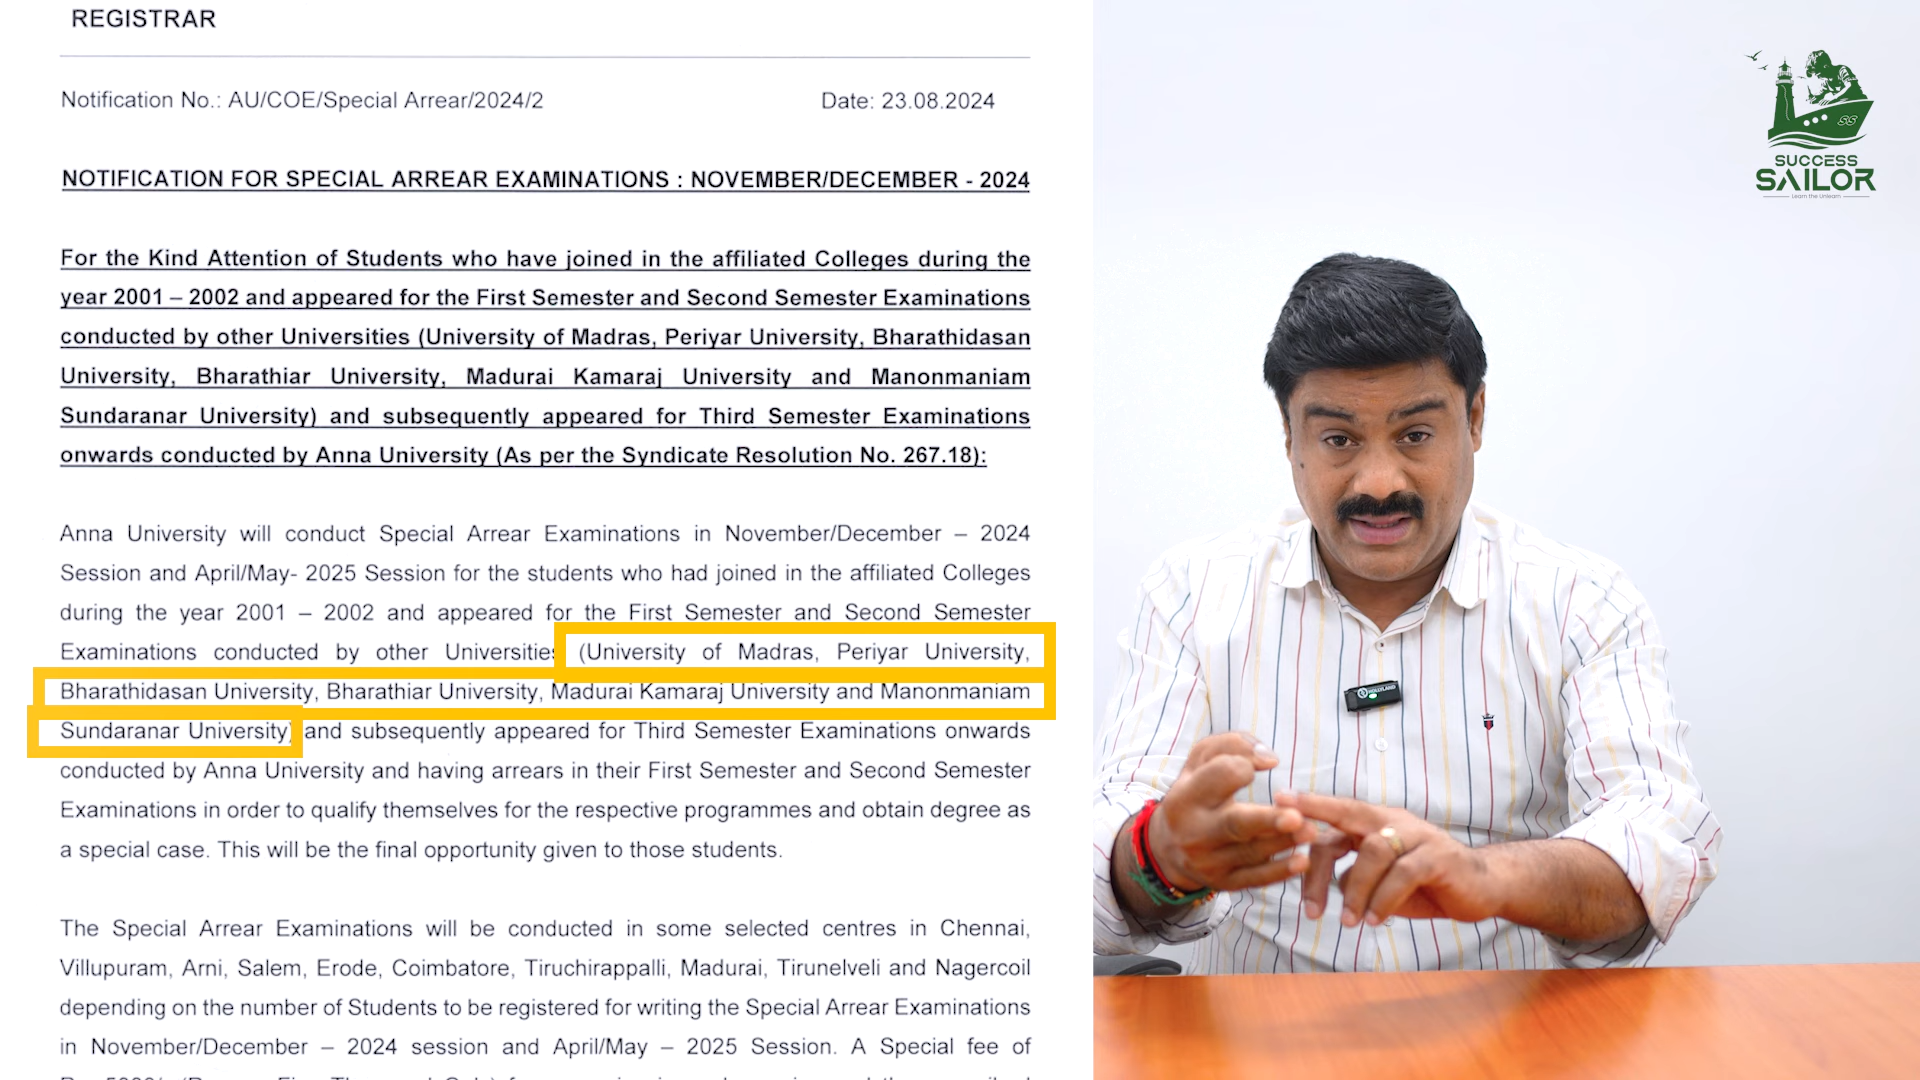 REGISTRAR
Notification No.: AU/COE/Special Arrear/2024/2 Date: 23.08.2024
NOTIFICATION FOR SPECIAL ARREAR EXAMINATIONS : NOVEMBER/DECEMBER - 2024
For the Kind Attention of Students who have joined in the affiliated Colleges during the
year 2001 – 2002 and appeared for the First Semester and Second Semester Examinations
conducted by other Universities (University of Madras, Periyar University, Bharathidasan
University, Bharathiar University, Madurai Kamaraj University and Manonmaniam
Sundaranar University) and subsequently appeared for Third Semester Examinations
onwards conducted by Anna University (As per the Syndicate Resolution No. 267.18):
Anna University will conduct Special Arrear Examinations in November/December – 2024
Session and April/May- 2025 Session for the students who had joined in the affiliated Colleges
during the year 2001 – 2002 and appeared for the First Semester and Second Semester
Examinations conducted by other Universities (University of Madras, Periyar University,
Bharathidasan University, Bharathiar University, Madurai Kamaraj University and Manonmaniam
Sundaranar University) and subsequently appeared for Third Semester Examinations onwards
conducted by Anna University and having arrears in their First Semester and Second Semester
Examinations in order to qualify themselves for the respective programmes and obtain degree as
a special case. This will be the final opportunity given to those students.
The Special Arrear Examinations will be conducted in some selected centres in Chennai,
Villupuram, Arni, Salem, Erode, Coimbatore, Tiruchirappalli, Madurai, Tirunelveli and Nagercoil
depending on the number of Students to be registered for writing the Special Arrear Examinations
in November/December – 2024 session and April/May – 2025 Session. A Special fee of
SS
SUCCESS
SAILOR
Learn the Unlearn
HOLLYLAND